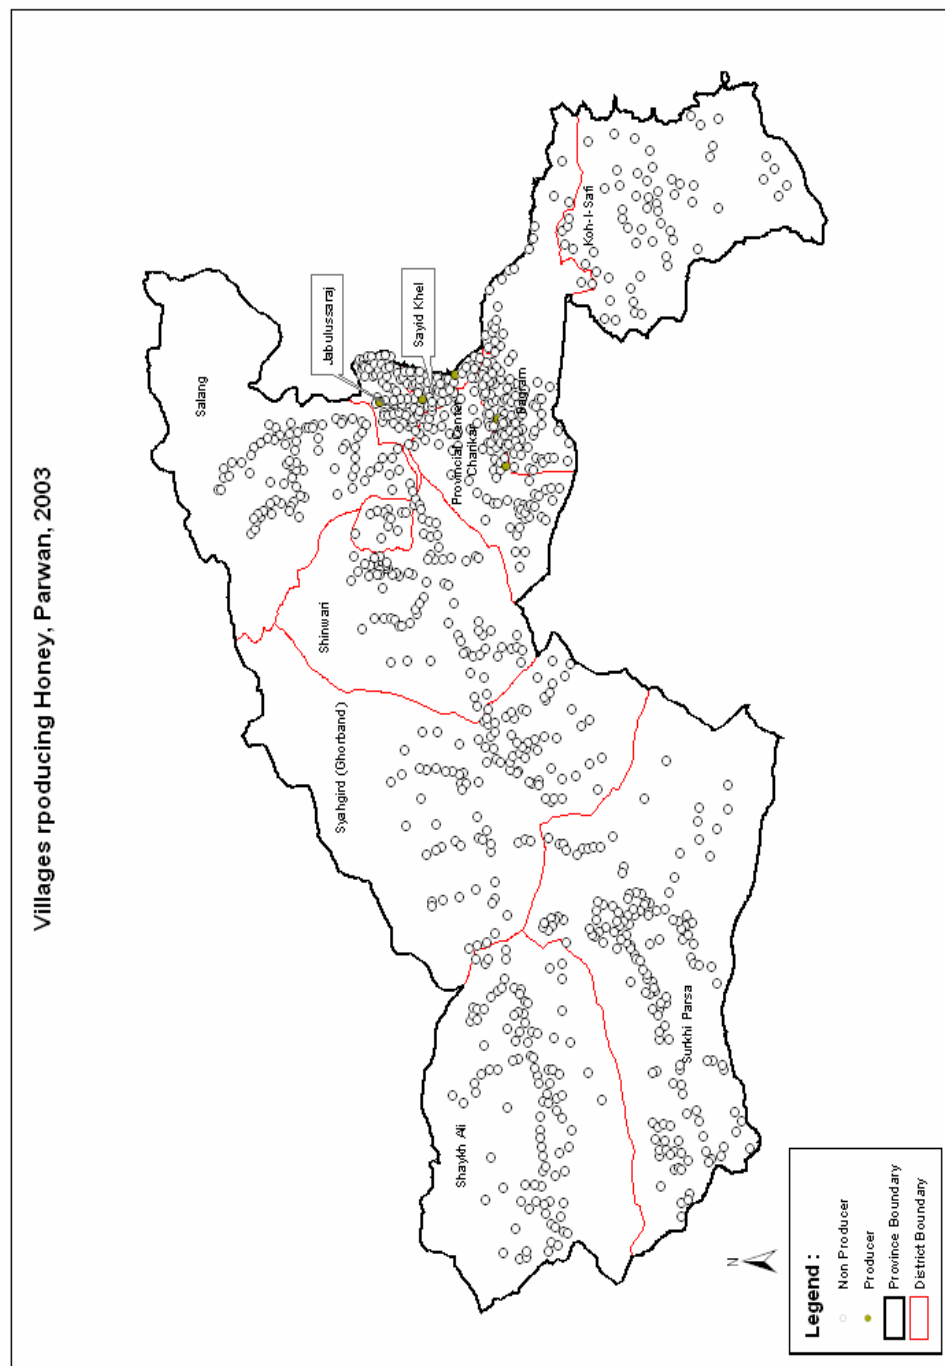 Villages rpoducing Honey, Parwan, 2003
Salang
Jabulussaraj
Sayid Khel
Koh-I-Safi
Shinwari
Provincial Center
Charikar
Bagram
Syahgird (Ghorband)
Shaykh Ali
Surkhi Parsa
N
Legend :
Non Producer
Producer
Province Boundary
District Boundary